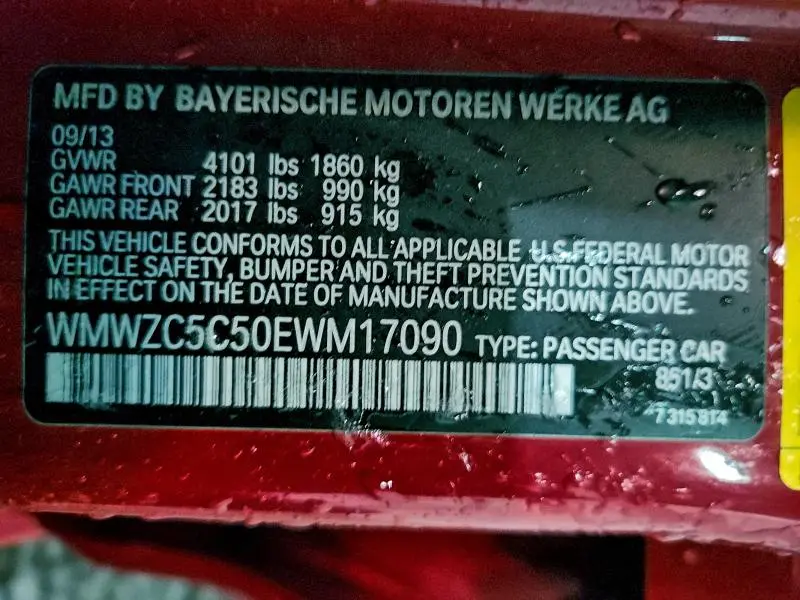 MFD BY BAYERISCHE MOTOREN WERKE AG
09/13
GVWR 4101 lbs 1860 kg
GAWR FRONT 2183 lbs 990 kg
GAWR REAR 2017 lbs 915 kg
THIS VEHICLE CONFORMS TO ALL APPLICABLE U.S. FEDERAL MOTOR
VEHICLE SAFETY, BUMPER AND THEFT PREVENTION STANDARDS
IN EFFECT ON THE DATE OF MANUFACTURE SHOWN ABOVE.
WMWZC5C50EWM17090 TYPE: PASSENGER CAR
851/3
7 315 814